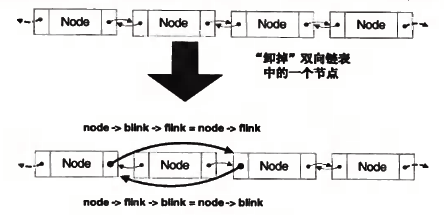 Node Node Node Node
“卸掉”双向链表
中的一个节点
node -> blink -> flink = node -> flink
Node Node Node Node
node -> flink -> blink = node -> blink